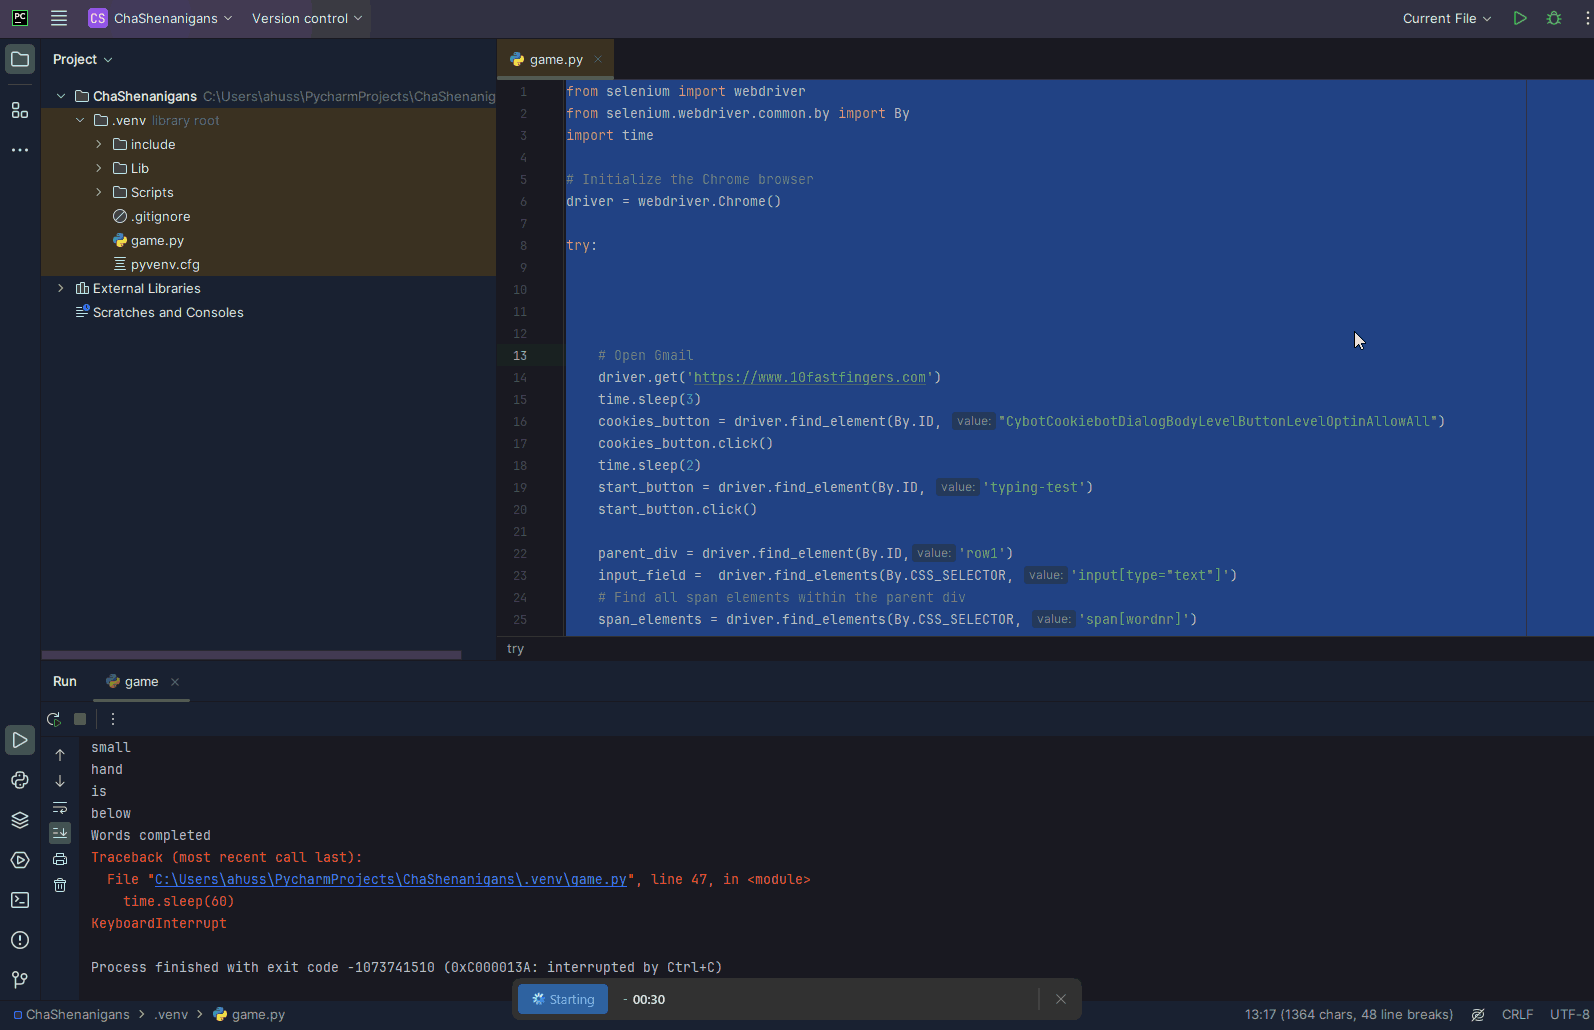 PC
CS ChaShenanigans
Version control
Current File
Project
game.py
ChaShenanigans C:\Users\ahuss\PycharmProjects\ChaShenanig
.venv library root
include
Lib
Scripts
.gitignore
game.py
pyvenv.cfg
External Libraries
Scratches and Consoles
1 from selenium import webdriver
2 from selenium.webdriver.common.by import By
3 import time
4
5 # Initialize the Chrome browser
6 driver = webdriver.Chrome()
7
8 try:
9
10
11
12
13 # Open Gmail
14 driver.get('https://www.10fastfingers.com')
15 time.sleep(3)
16 cookies_button = driver.find_element(By.ID, value: "CybotCookiebotDialogBodyLevelButtonLevelOptinAllowAll")
17 cookies_button.click()
18 time.sleep(2)
19 start_button = driver.find_element(By.ID, value: 'typing-test')
20 start_button.click()
21
22 parent_div = driver.find_element(By.ID, value: 'row1')
23 input_field =  driver.find_elements(By.CSS_SELECTOR, value: 'input[type="text"]')
24 # Find all span elements within the parent div
25 span_elements = driver.find_elements(By.CSS_SELECTOR, value: 'span[wordnr]')
try
Run
game
small
hand
is
below
Words completed
Traceback (most recent call last):
File "C:\Users\ahuss\PycharmProjects\ChaShenanigans\.venv\game.py", line 47, in <module>
time.sleep(60)
KeyboardInterrupt
Process finished with exit code -1073741510 (0xC000013A: interrupted by Ctrl+C)
Starting - 00:30
ChaShenanigans > .venv > game.py
13:17 (1364 chars, 48 line breaks)
CRLF
UTF-8